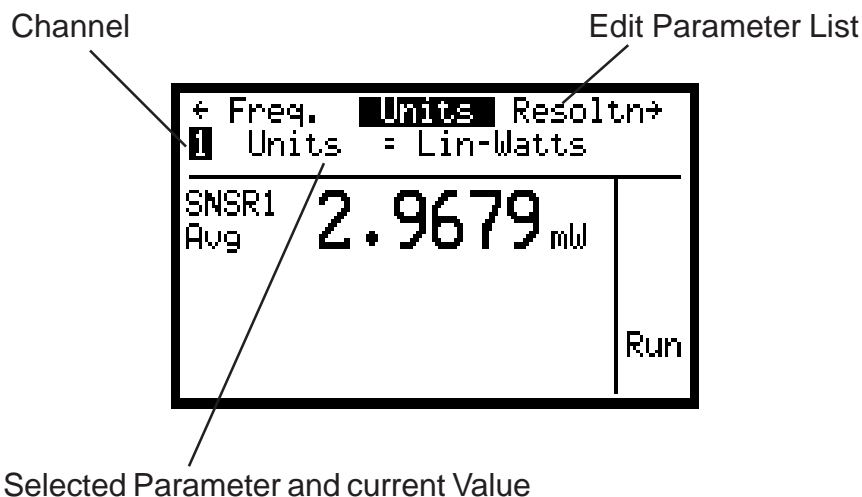 Channel
Edit Parameter List
← Freq. Units Resoltn→
1 Units = Lin-Watts
SNSR1 2.9679 mW
Avg
Run
Selected Parameter and current Value